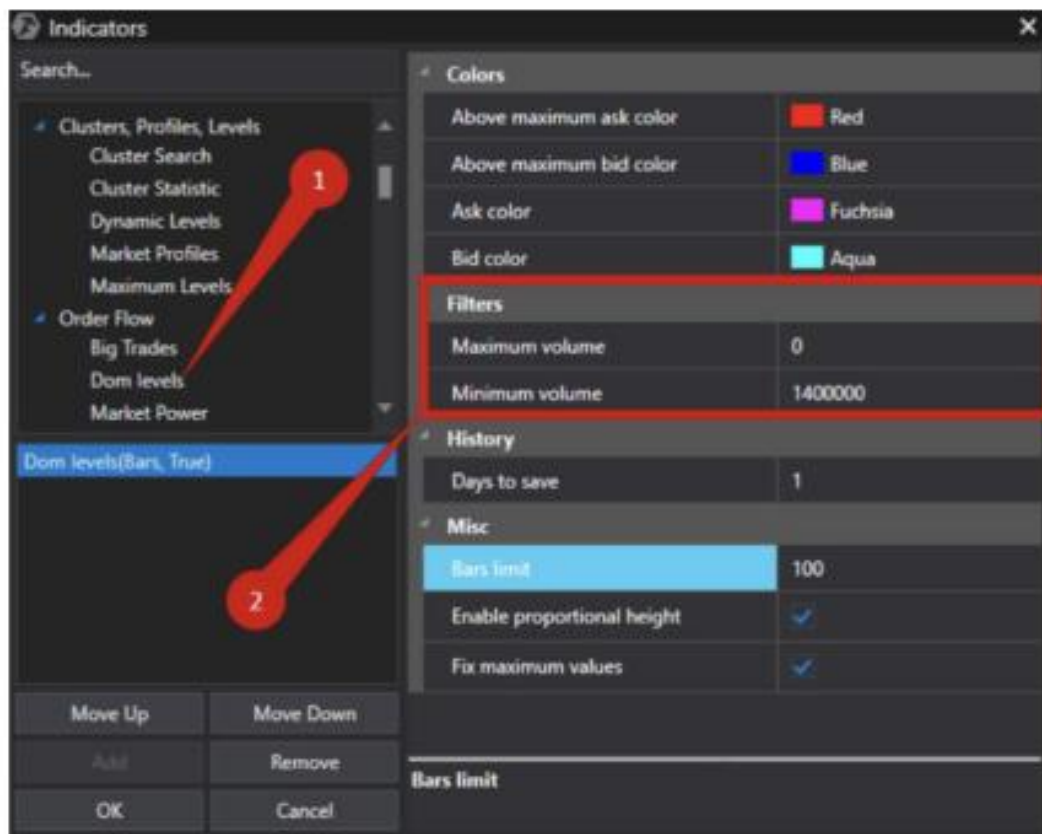 Indicators
Search...
Clusters, Profiles, Levels
Cluster Search
Cluster Statistic
Dynamic Levels
Market Profiles
Maximum Levels
Order Flow
Big Trades
Dom levels
Market Power
1
Dom levels(Bars, True)
2
Move Up Move Down
Add Remove
OK Cancel
Colors
Above maximum ask color Red
Above maximum bid color Blue
Ask color Fuchsia
Bid color Aqua
Filters
Maximum volume 0
Minimum volume 1400000
History
Days to save 1
Misc
Bars limit 100
Enable proportional height
Fix maximum values
Bars limit